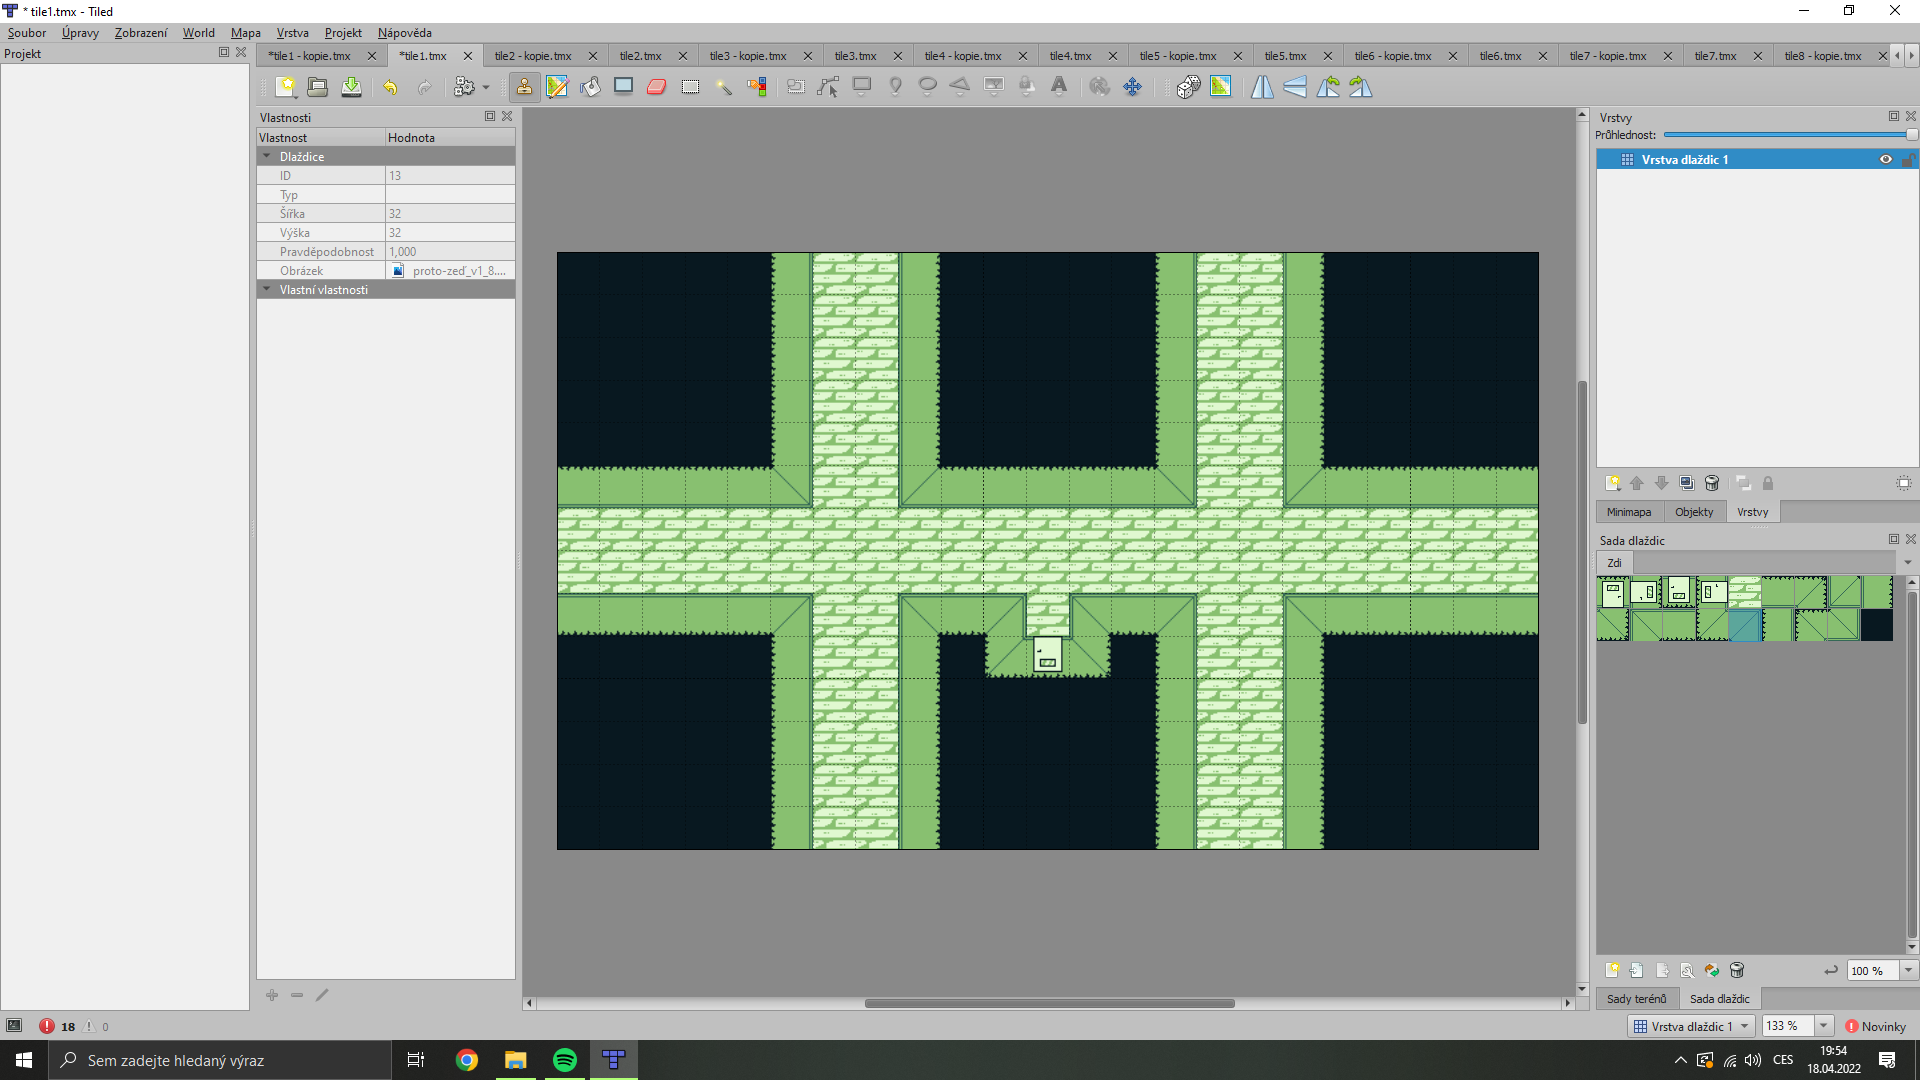 * tile1.tmx - Tiled
Soubor Úpravy Zobrazení World Mapa Vrstva Projekt Nápověda
Projekt
*tile1 - kopie.tmx *tile1.tmx tile2 - kopie.tmx tile2.tmx tile3 - kopie.tmx tile3.tmx tile4 - kopie.tmx tile4.tmx tile5 - kopie.tmx tile5.tmx tile6 - kopie.tmx tile6.tmx tile7 - kopie.tmx tile7.tmx tile8 - kopie.tmx
Vlastnosti
Vlastnost Hodnota
Dlaždice
ID 13
Typ
Šířka 32
Výška 32
Pravděpodobnost 1,000
Obrázek proto-zeď_v1_8....
Vlastní vlastnosti
Vrstvy
Průhlednost:
Vrstva dlaždic 1
Minimapa Objekty Vrstvy
Sada dlaždic
Zdi
100 %
Sady terénů Sada dlaždic
18 0
Vrstva dlaždic 1 133 % Novinky
Sem zadejte hledaný výraz
CES
19:54
18.04.2022